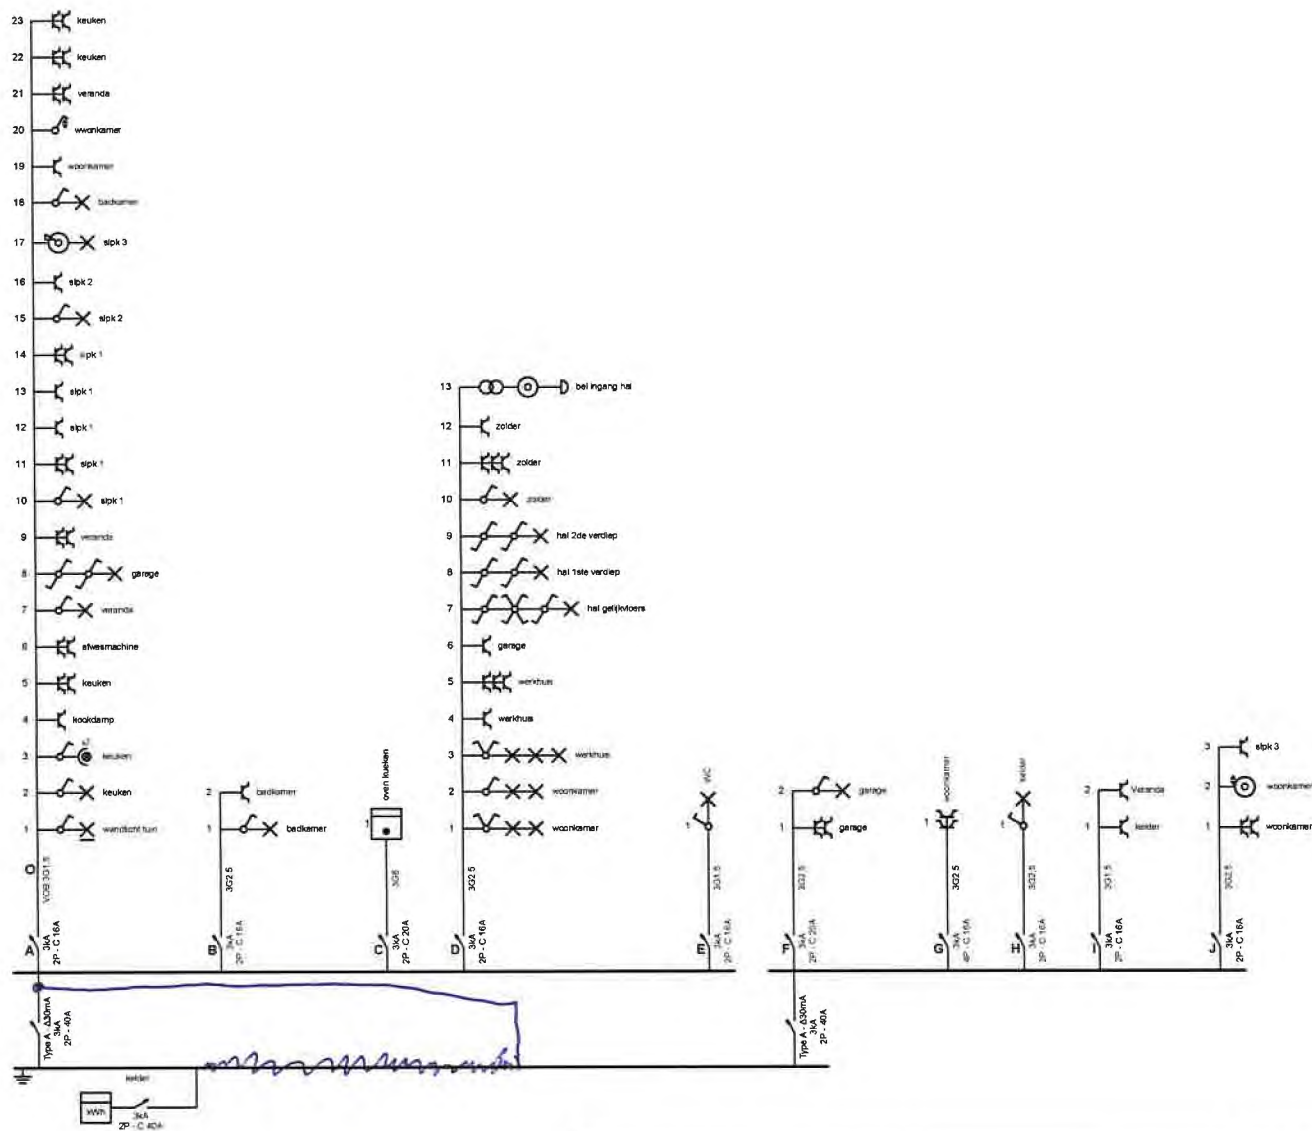 23 keuken
22 keuken
21 veranda
20 wwonkamer
19 woonkamer
18 badkamer
17 slpk 3
16 slpk 2
15 slpk 2
14 slpk 1
13 slpk 1
12 slpk 1
11 slpk 1
10 slpk 1
9 veranda
8 garage
7 veranda
6 afwasmachine
5 keuken
4 kookdamp
3 x2 keuken
2 keuken
1 wandlicht tuin
VOB 3G1,5
A
3kA
2P - C 16A
2 badkamer
1 badkamer
3G2,5
B
3kA
2P - C 16A
oven kueken
1
3G6
C
3kA
2P - C 20A
13 bel ingang hal
12 zolder
11 zolder
10 zolder
9 hal 2de verdiep
8 hal 1ste verdiep
7 hal gelijkvloers
6 garage
5 werkhuis
4 werkhuis
3 werkhuis
2 woonkamer
1 woonkamer
3G2,5
D
3kA
2P - C 16A
WC
1
3G1,5
E
3kA
2P - C 16A
2 garage
1 garage
3G2,5
F
3kA
2P - C 20A
woonkamer
1
3G2,5
G
3kA
4P - C 16A
kelder
1
3G2,5
H
3kA
2P - C 16A
2 Veranda
1 kelder
3G1,5
I
3kA
2P - C 16A
3 slpk 3
2 woonkamer
1 woonkamer
3G2,5
J
3kA
2P - C 16A
Type A - Δ30mA
3kA
2P - 40A
Type A - Δ30mA
3kA
2P - 40A
kelder
kWh
3kA
2P - C 40A